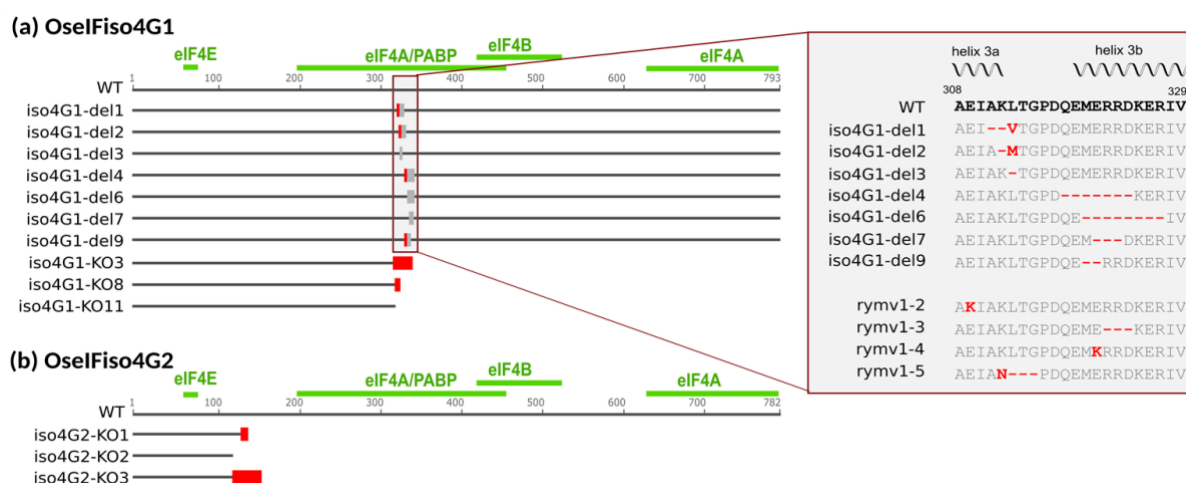 (a) OseIFiso4G1
eIF4E eIF4A/PABP eIF4B eIF4A
1 100 200 300 400 500 600 700 793
WT
iso4G1-del1
iso4G1-del2
iso4G1-del3
iso4G1-del4
iso4G1-del6
iso4G1-del7
iso4G1-del9
iso4G1-KO3
iso4G1-KO8
iso4G1-KO11
helix 3a helix 3b
308 329
WT AEIAKLTGPDQEMERRDKERIV
iso4G1-del1 AEI--VTGPDQEMERRDKERIV
iso4G1-del2 AEIA-MTGPDQEMERRDKERIV
iso4G1-del3 AEIAK-TGPDQEMERRDKERIV
iso4G1-del4 AEIAKLTGPD-------KERIV
iso4G1-del6 AEIAKLTGPDQE--------IV
iso4G1-del7 AEIAKLTGPDQEM---DKERIV
iso4G1-del9 AEIAKLTGPDQE--RRDKERIV
rymv1-2 AKIAKLTGPDQEMERRDKERIV
rymv1-3 AEIAKLTGPDQEME---KERIV
rymv1-4 AEIAKLTGPDQEMKRRDKERIV
rymv1-5 AEIAN---PDQEMERRDKERIV
(b) OseIFiso4G2
eIF4E eIF4A/PABP eIF4B eIF4A
1 100 200 300 400 500 600 700 782
WT
iso4G2-KO1
iso4G2-KO2
iso4G2-KO3